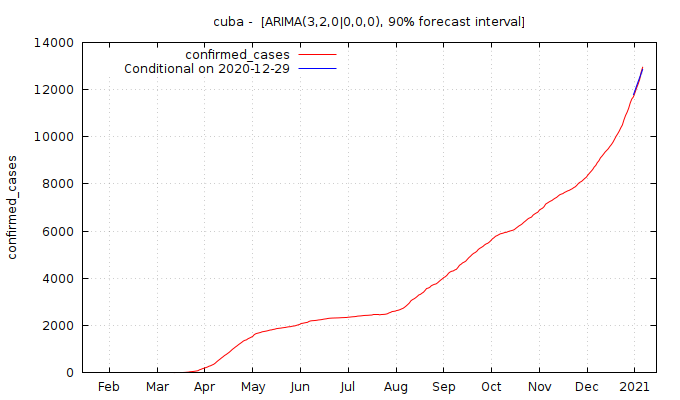 cuba -  [ARIMA(3,2,0|0,0,0), 90% forecast interval]
confirmed_cases
Conditional on 2020-12-29
confirmed_cases
14000
12000
10000
8000
6000
4000
2000
0
Feb Mar Apr May Jun Jul Aug Sep Oct Nov Dec 2021